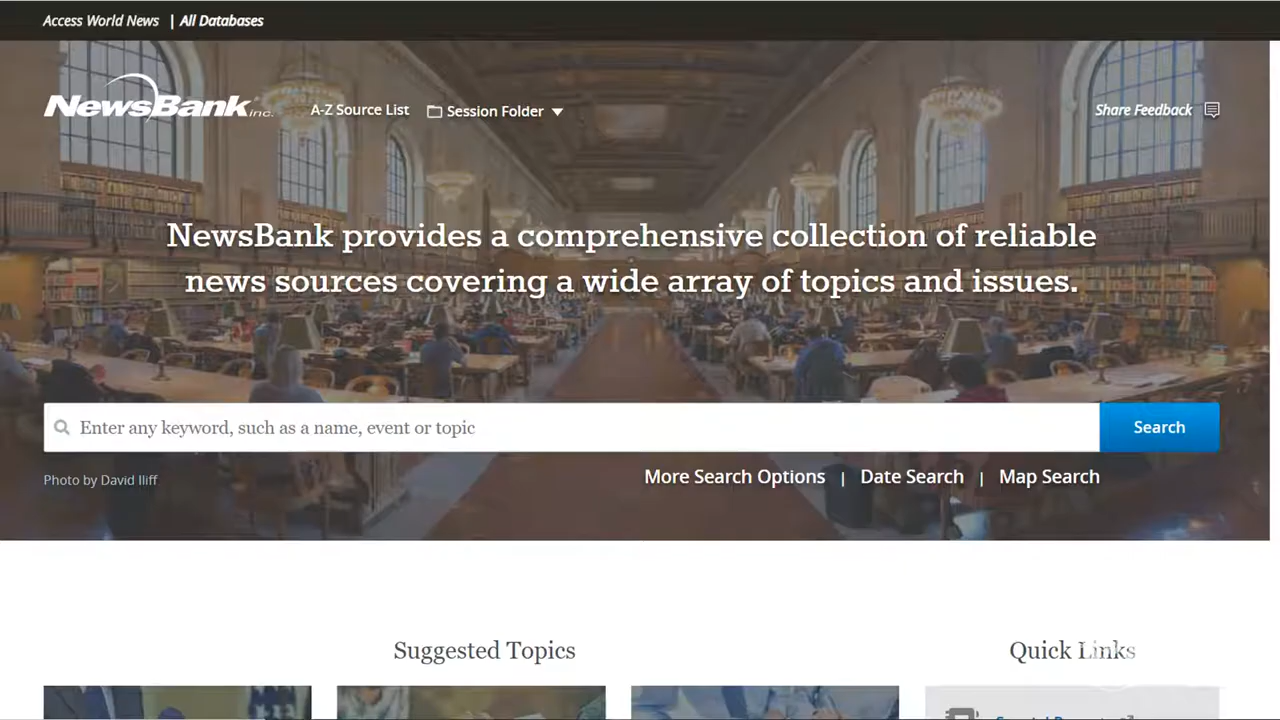 Access World News | All Databases
NewsBank inc. A-Z Source List Session Folder Share Feedback
NewsBank provides a comprehensive collection of reliable
news sources covering a wide array of topics and issues.
Enter any keyword, such as a name, event or topic Search
Photo by David Iliff More Search Options | Date Search | Map Search
Suggested Topics Quick Links